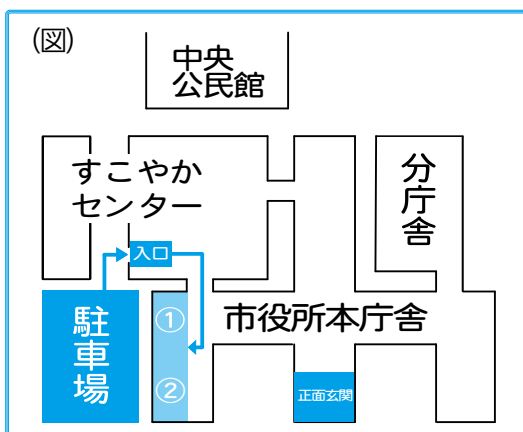 (図)
中央
公民館
すこやか
センター
分庁舎
入口
駐車場
①
市役所本庁舎
②
正面玄関